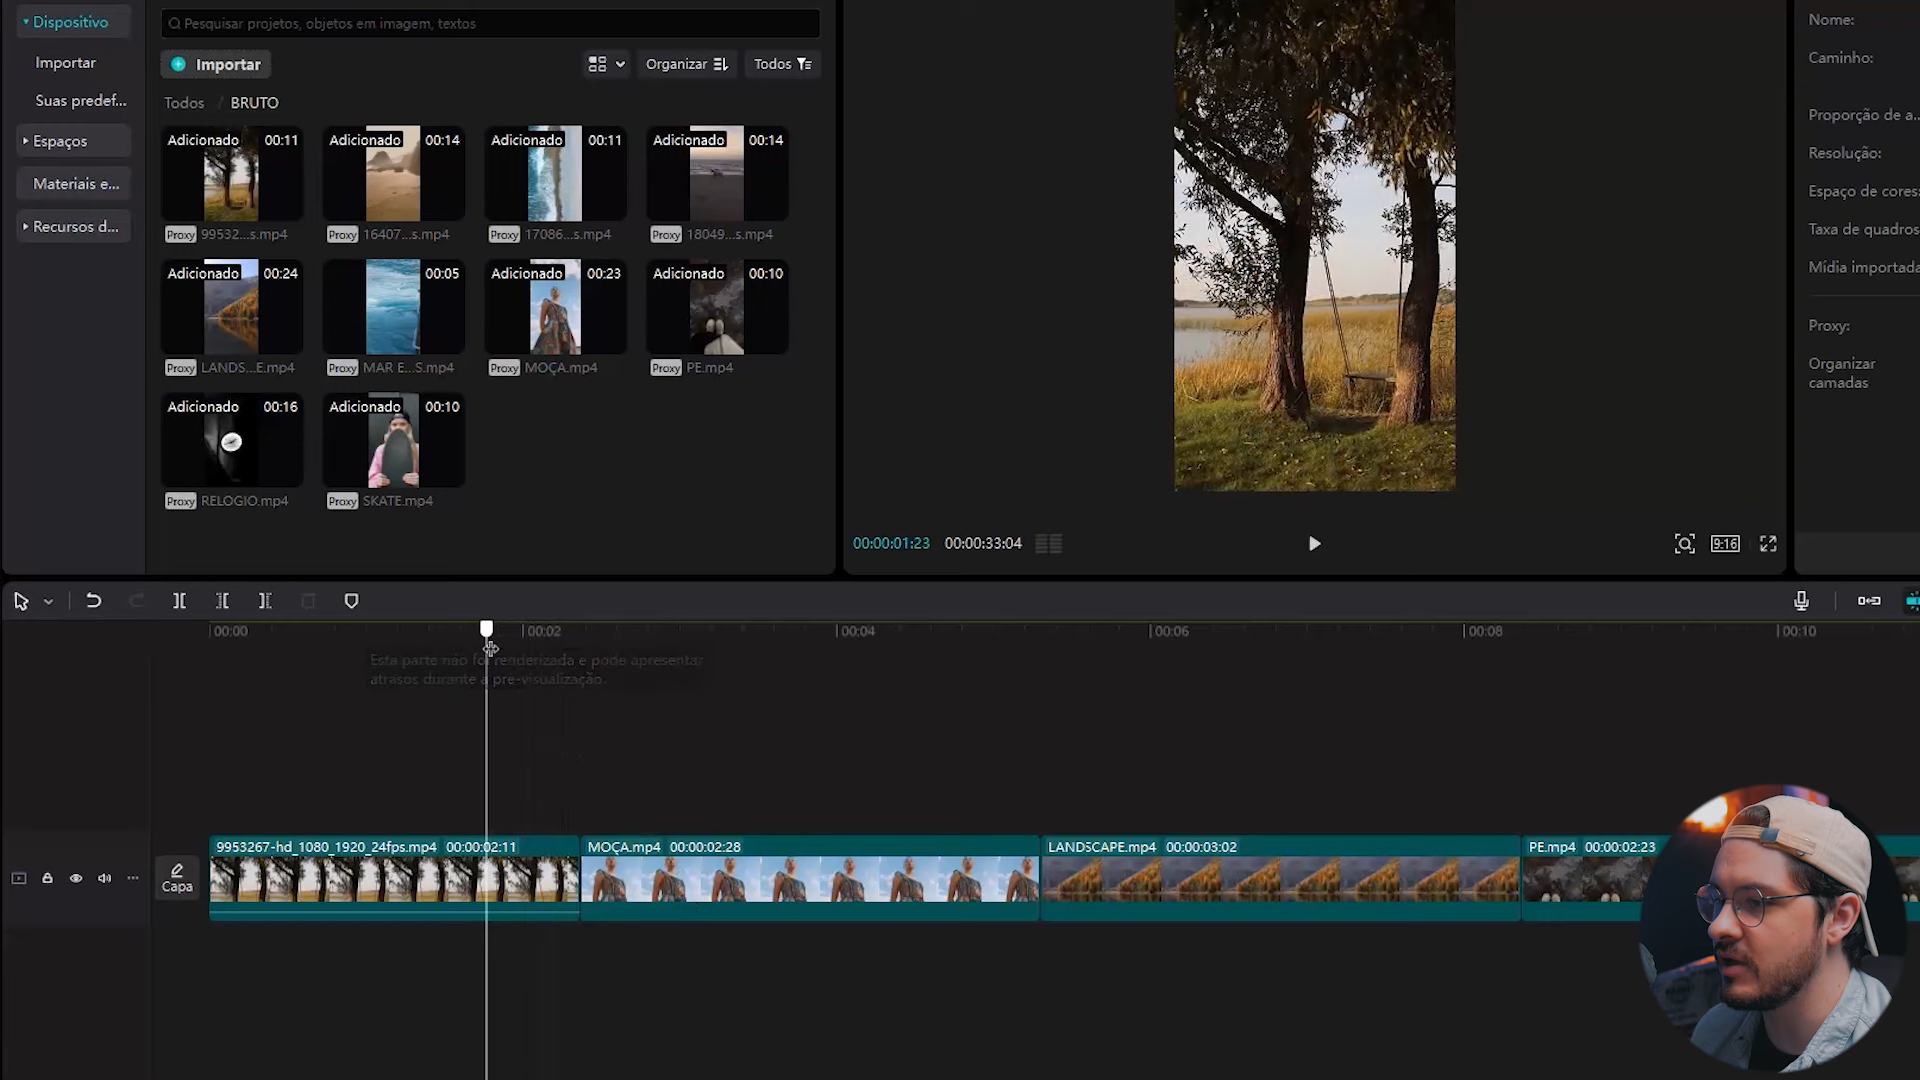 Dispositivo
Pesquisar projetos, objetos em imagem, textos
Nome:
Importar
Importar
Organizar
Todos
Caminho:
Suas predef...
Todos / BRUTO
Proporção de a...
Espaços
Adicionado 00:11
Adicionado 00:14
Adicionado 00:11
Adicionado 00:14
Resolução:
Materiais e...
Espaço de cores:
Recursos d...
Proxy 99532...s.mp4
Proxy 16407...s.mp4
Proxy 17086...s.mp4
Proxy 18049...s.mp4
Taxa de quadros
Adicionado 00:24
Adicionado 00:05
Adicionado 00:23
Adicionado 00:10
Mídia importada
Proxy:
Proxy LANDS...E.mp4
Proxy MAR E...S.mp4
Proxy MOÇA.mp4
Proxy PE.mp4
Organizar
camadas
Adicionado 00:16
Adicionado 00:10
Proxy RELOGIO.mp4
Proxy SKATE.mp4
00:00:01:23 00:00:33:04
9:16
00:00
00:02
00:04
00:06
00:08
00:10
Esta parte não foi renderizada e pode apresentar
atrasos durante a pre-visualização.
Capa
9953267-hd_1080_1920_24fps.mp4 00:00:02:11
MOÇA.mp4 00:00:02:28
LANDSCAPE.mp4 00:00:03:02
PE.mp4 00:00:02:23